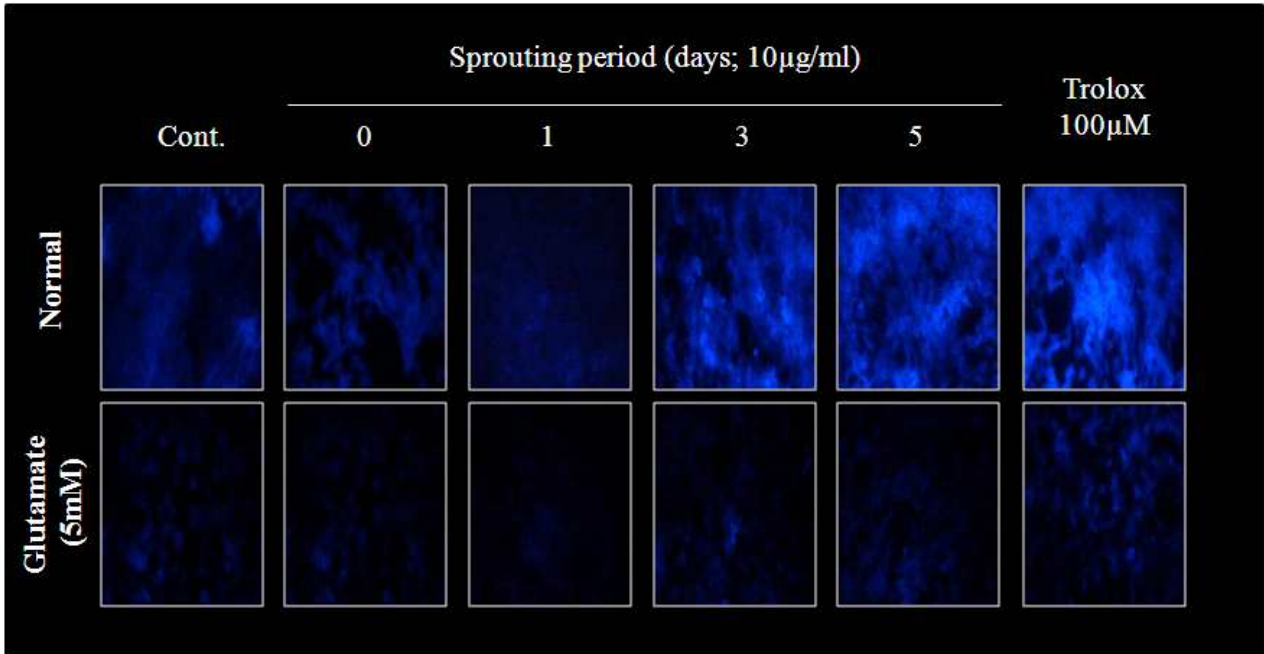 Sprouting period (days; 10µg/ml)
Trolox
100µM
Cont.
0
1
3
5
Normal
Glutamate
(5mM)